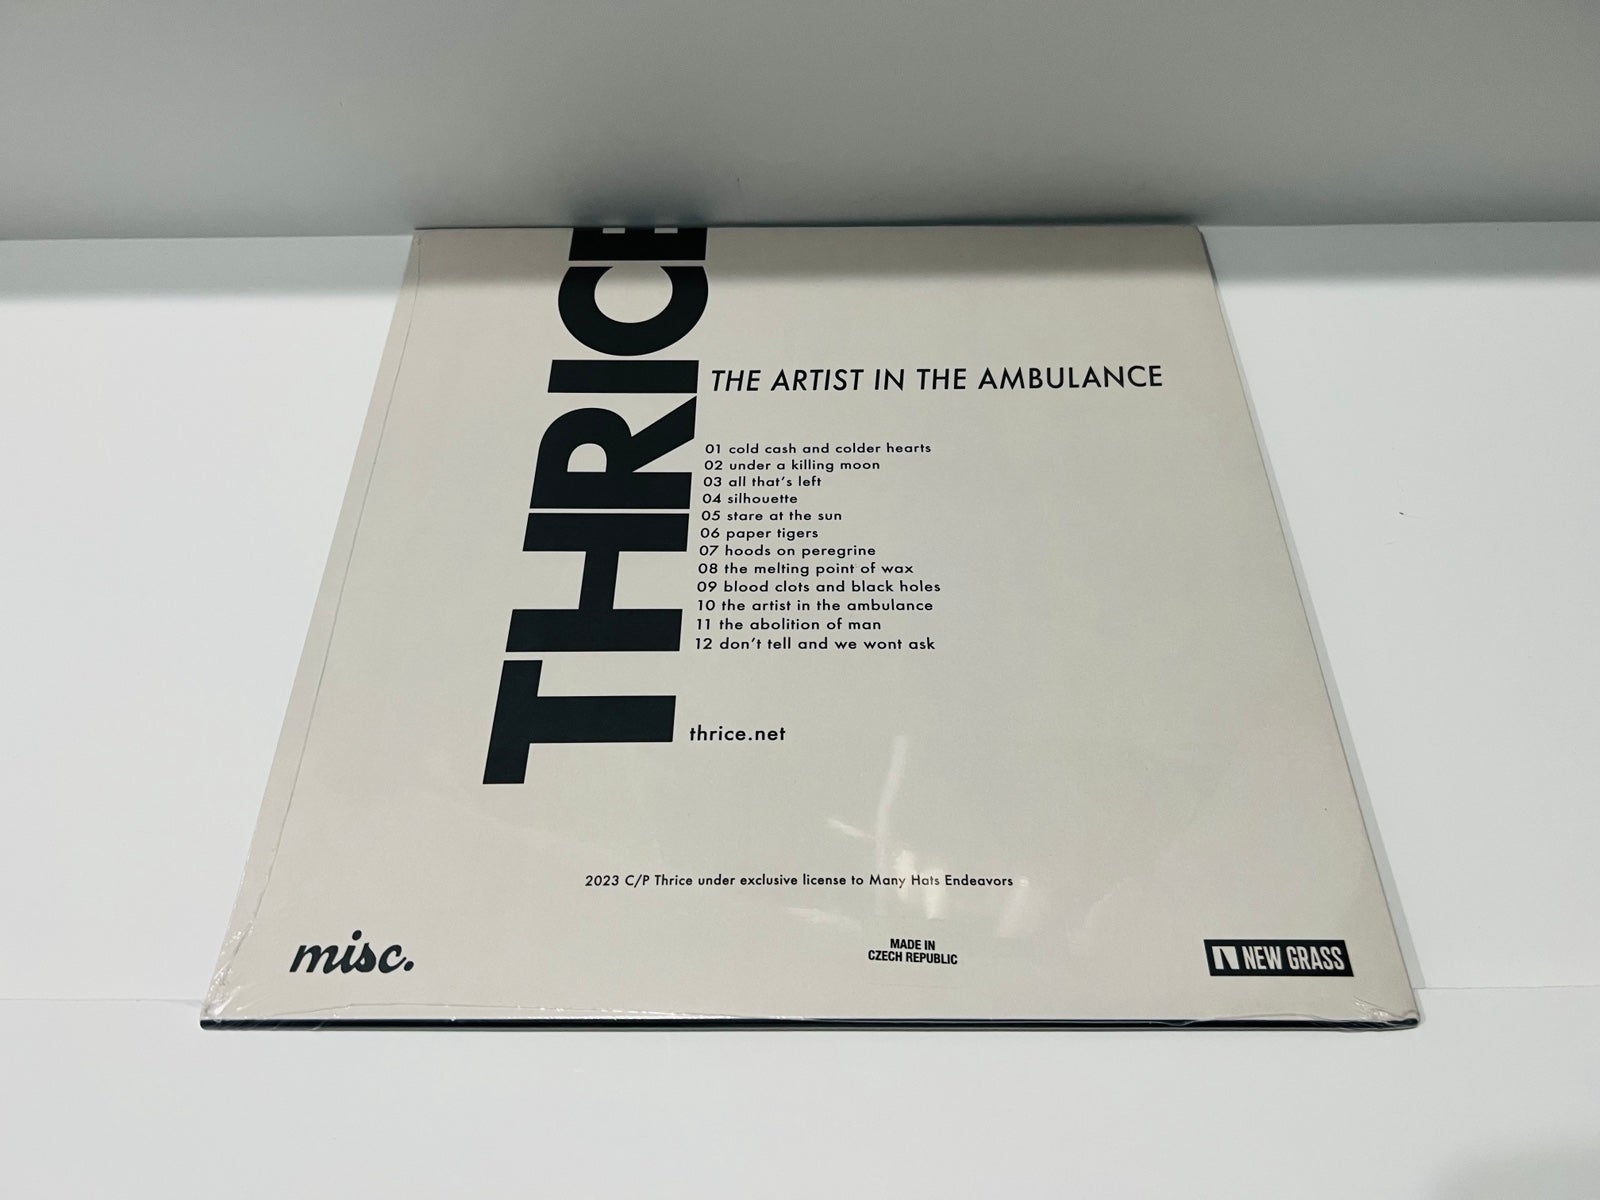 THRICE
THE ARTIST IN THE AMBULANCE
01 cold cash and colder hearts
02 under a killing moon
03 all that's left
04 silhouette
05 stare at the sun
06 paper tigers
07 hoods on peregrine
08 the melting point of wax
09 blood clots and black holes
10 the artist in the ambulance
11 the abolition of man
12 don't tell and we wont ask
thrice.net
2023 C/P Thrice under exclusive license to Many Hats Endeavors
misc.
MADE IN
CZECH REPUBLIC
NEW GRASS